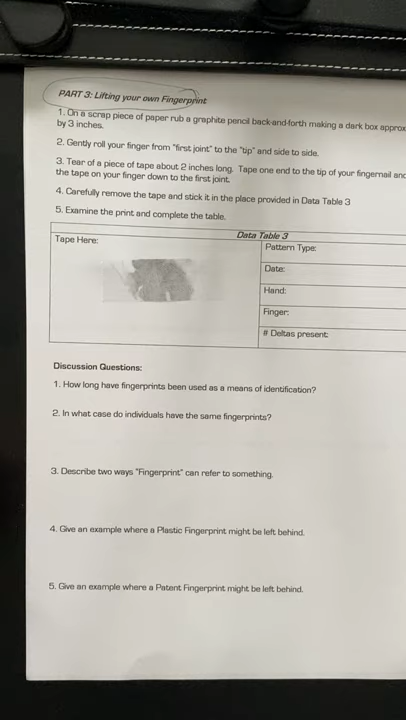 PART 3: Lifting your own Fingerprint
1. On a scrap piece of paper rub a graphite pencil back-and-forth making a dark box approx
by 3 inches.
2. Gently roll your finger from "first joint" to the "tip" and side to side.
3. Tear of a piece of tape about 2 inches long. Tape one end to the tip of your fingernail and
the tape on your finger down to the first joint.
4. Carefully remove the tape and stick it in the place provided in Data Table 3
5. Examine the print and complete the table.
Data Table 3
Tape Here:
Pattern Type:
Date:
Hand:
Finger:
# Deltas present:
Discussion Questions:
1. How long have fingerprints been used as a means of identification?
2. In what case do individuals have the same fingerprints?
3. Describe two ways "Fingerprint" can refer to something.
4. Give an example where a Plastic Fingerprint might be left behind.
5. Give an example where a Patent Fingerprint might be left behind.